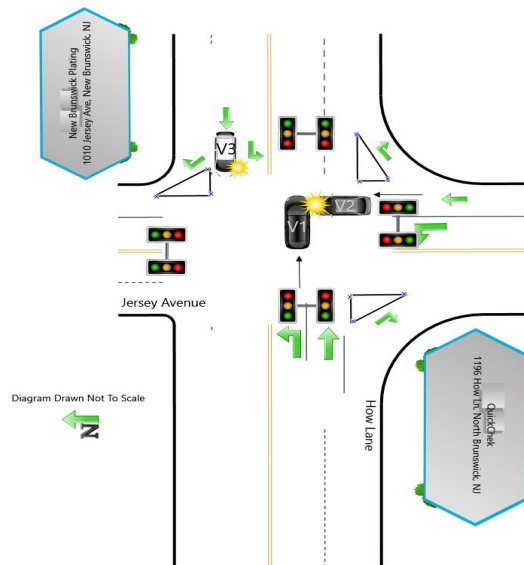 New Brunswick Plating
1010 Jersey Ave, New Brunswick, NJ
V3
V2
V1
Jersey Avenue
Diagram Drawn Not To Scale
N
How Lane
QuickChek
1196 How Ln. North Brunswick, NJ